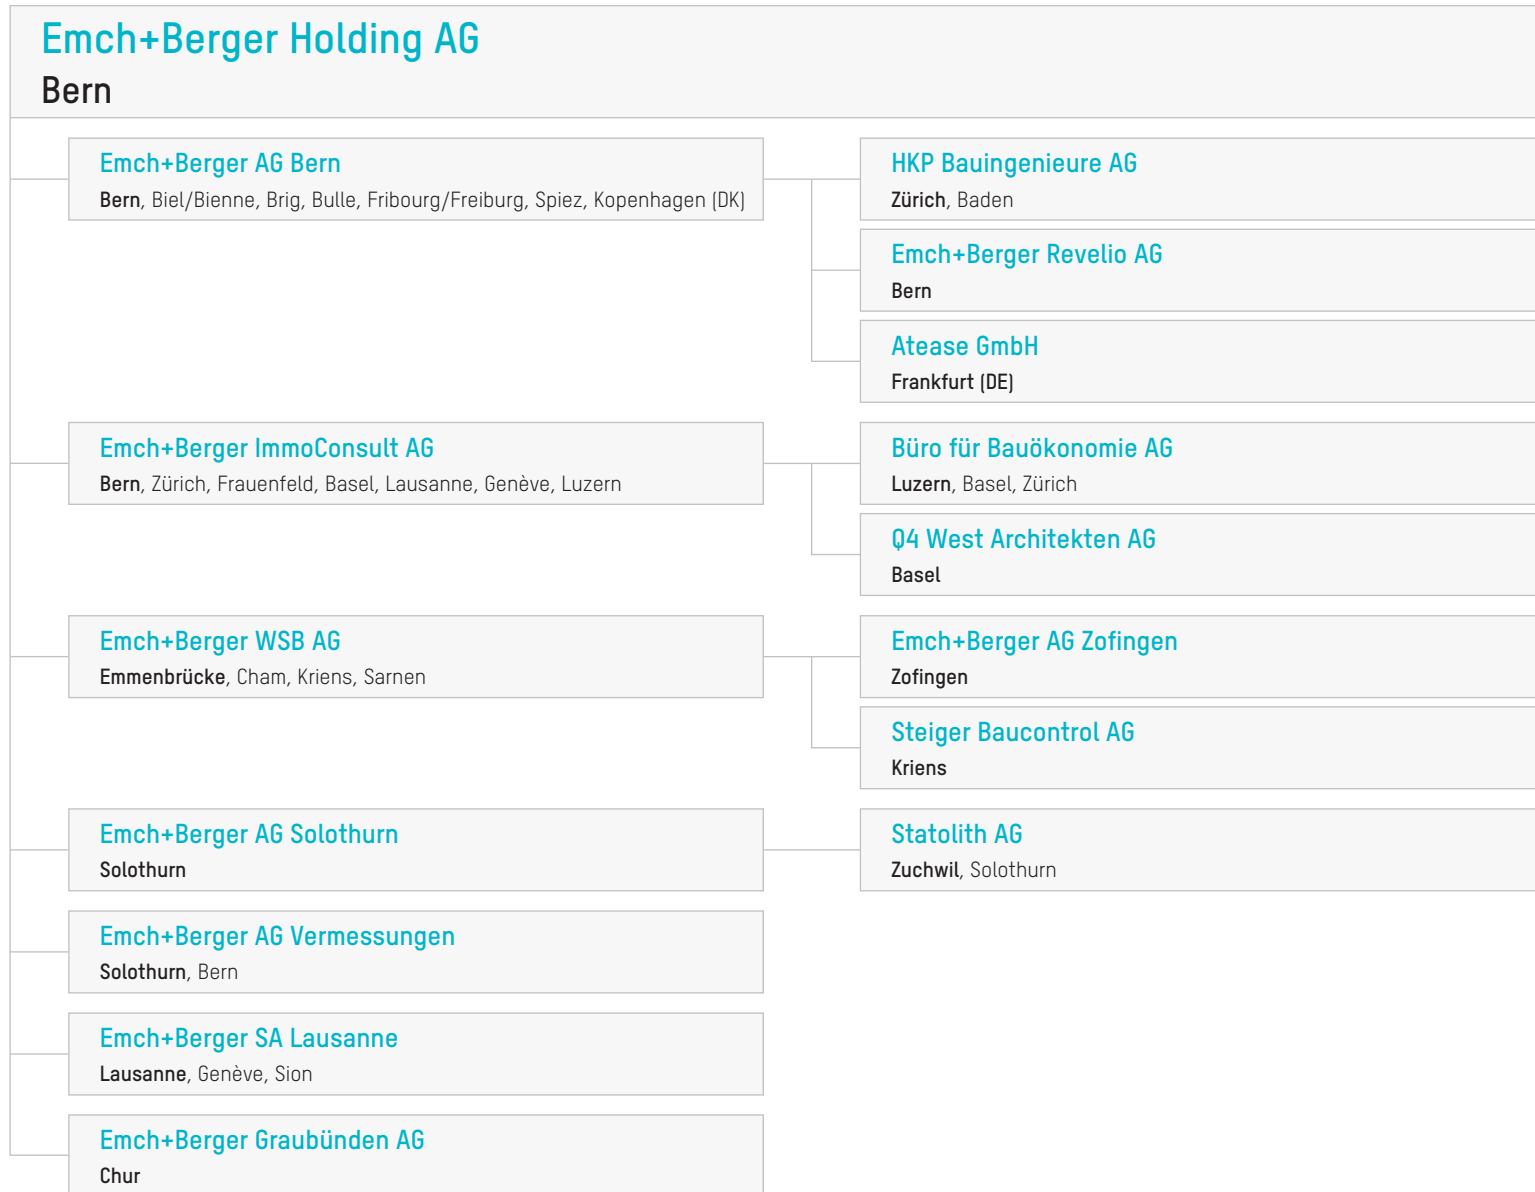 Emch+Berger Holding AG
Bern
Emch+Berger AG Bern
Bern, Biel/Bienne, Brig, Bulle, Fribourg/Freiburg, Spiez, Kopenhagen (DK)
HKP Bauingenieure AG
Zürich, Baden
Emch+Berger Revelio AG
Bern
Atease GmbH
Frankfurt (DE)
Emch+Berger ImmoConsult AG
Bern, Zürich, Frauenfeld, Basel, Lausanne, Genève, Luzern
Büro für Bauökonomie AG
Luzern, Basel, Zürich
Q4 West Architekten AG
Basel
Emch+Berger WSB AG
Emmenbrücke, Cham, Kriens, Sarnen
Emch+Berger AG Zofingen
Zofingen
Steiger Baucontrol AG
Kriens
Emch+Berger AG Solothurn
Solothurn
Statolith AG
Zuchwil, Solothurn
Emch+Berger AG Vermessungen
Solothurn, Bern
Emch+Berger SA Lausanne
Lausanne, Genève, Sion
Emch+Berger Graubünden AG
Chur